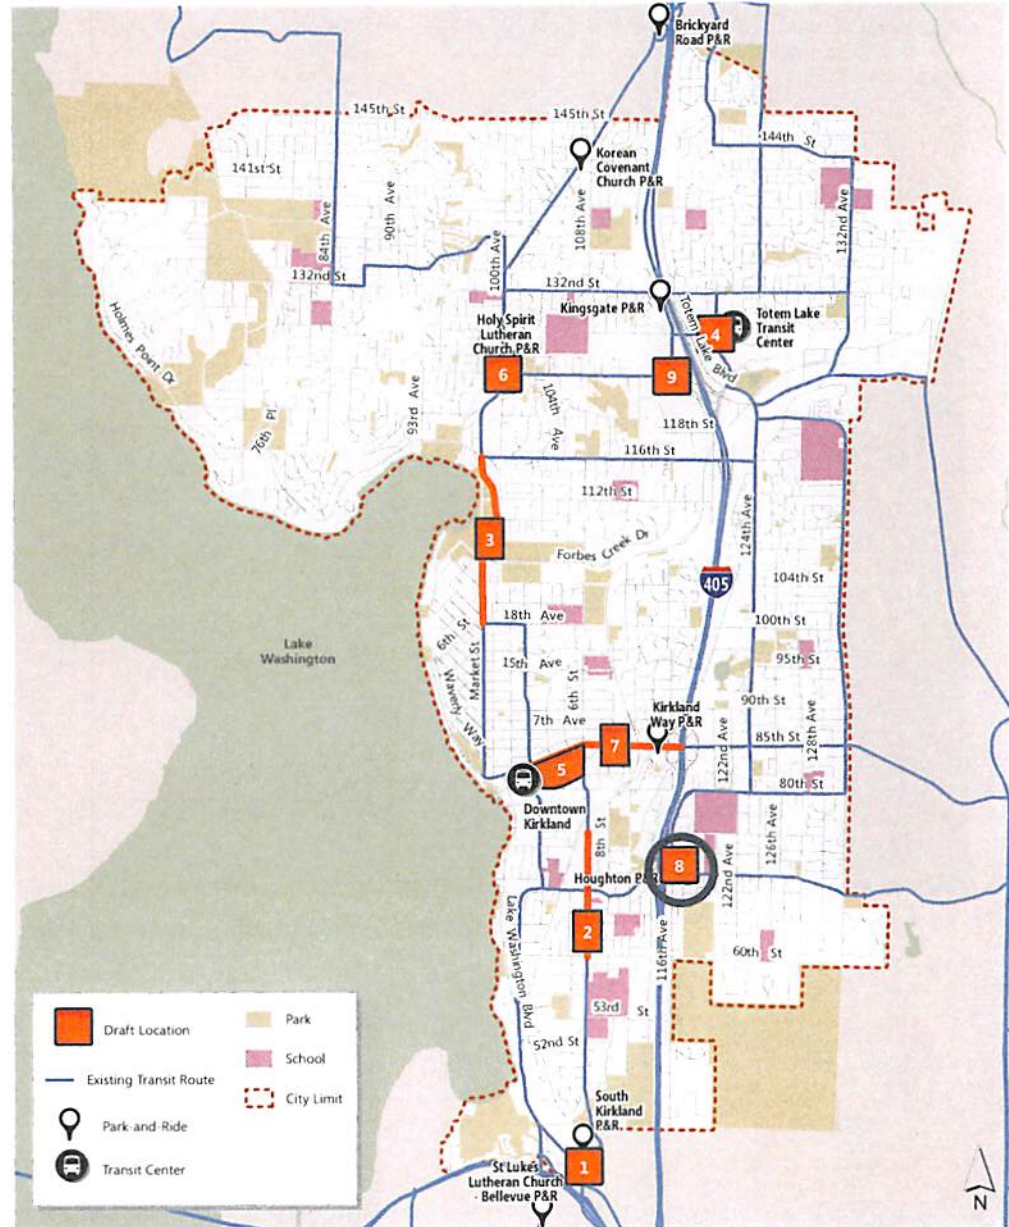 Brickyard
Road P&R
145th St
145th St
144th St
Korean
Covenant
Church P&R
141st St
84th Ave
90th Ave
108th Ave
132nd Ave
100th Ave
132nd St
132nd St
Kingsgate P&R
Totem Lake Blvd
Totem Lake
Transit
Center
4
Holmes Point Dr
Holy Spirit
Lutheran
Church P&R
6
9
76th Pl
93rd Ave
104th Ave
118th St
116th St
112th St
124th Ave
3
Forbes Creek Dr
405
104th St
18th Ave
100th St
6th St
Lake
Washington
Market St
15th Ave
95th St
Waverly Way
6th St
90th St
7th Ave
Kirkland
Way P&R
122nd Ave
128th Ave
85th St
7
5
80th St
Downtown
Kirkland
8th St
126th Ave
8
Houghton P&R
122nd Ave
Lake Washington Blvd
2
116th Ave
60th St
53rd St
52nd St
South
Kirkland
P&R
1
St Luke's
Lutheran Church
- Bellevue P&R
Draft Location
Existing Transit Route
Park-and-Ride
Transit Center
Park
School
City Limit
N